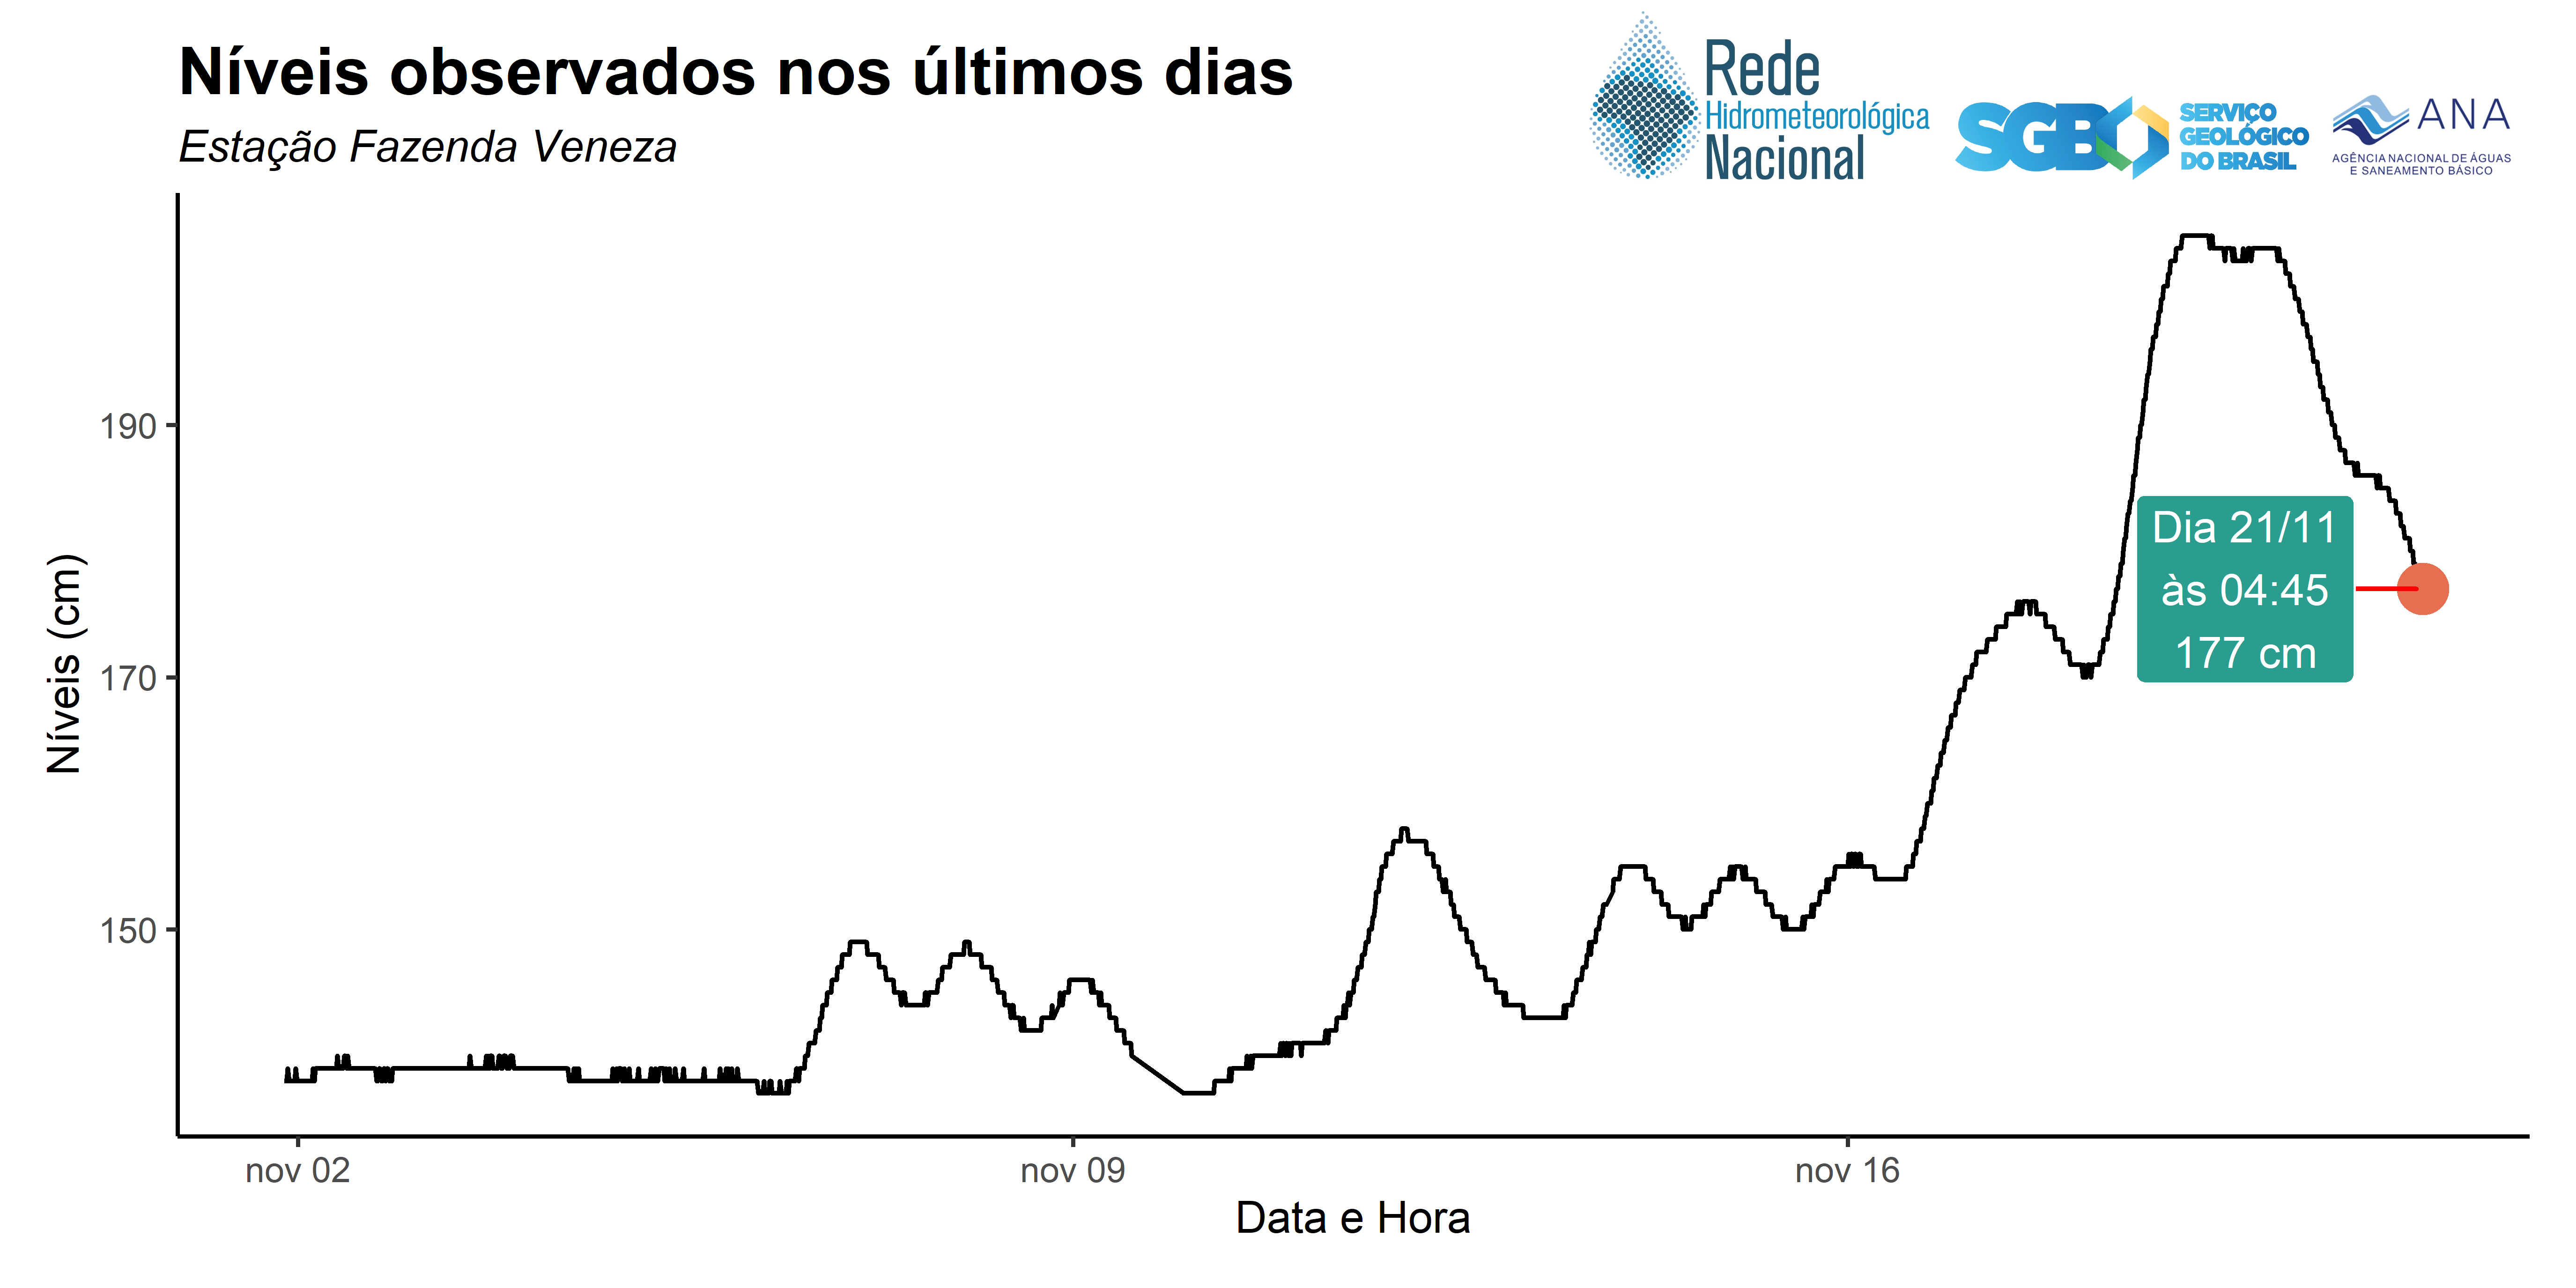 Níveis observados nos últimos dias
Estação Fazenda Veneza
Rede
Hidrometeorológica
Nacional
SGB
SERVIÇO
GEOLÓGICO
DO BRASIL
ANA
AGÊNCIA NACIONAL DE ÁGUAS
E SANEAMENTO BÁSICO
Níveis (cm)
190
170
150
Dia 21/11
às 04:45
177 cm
nov 02
nov 09
nov 16
Data e Hora